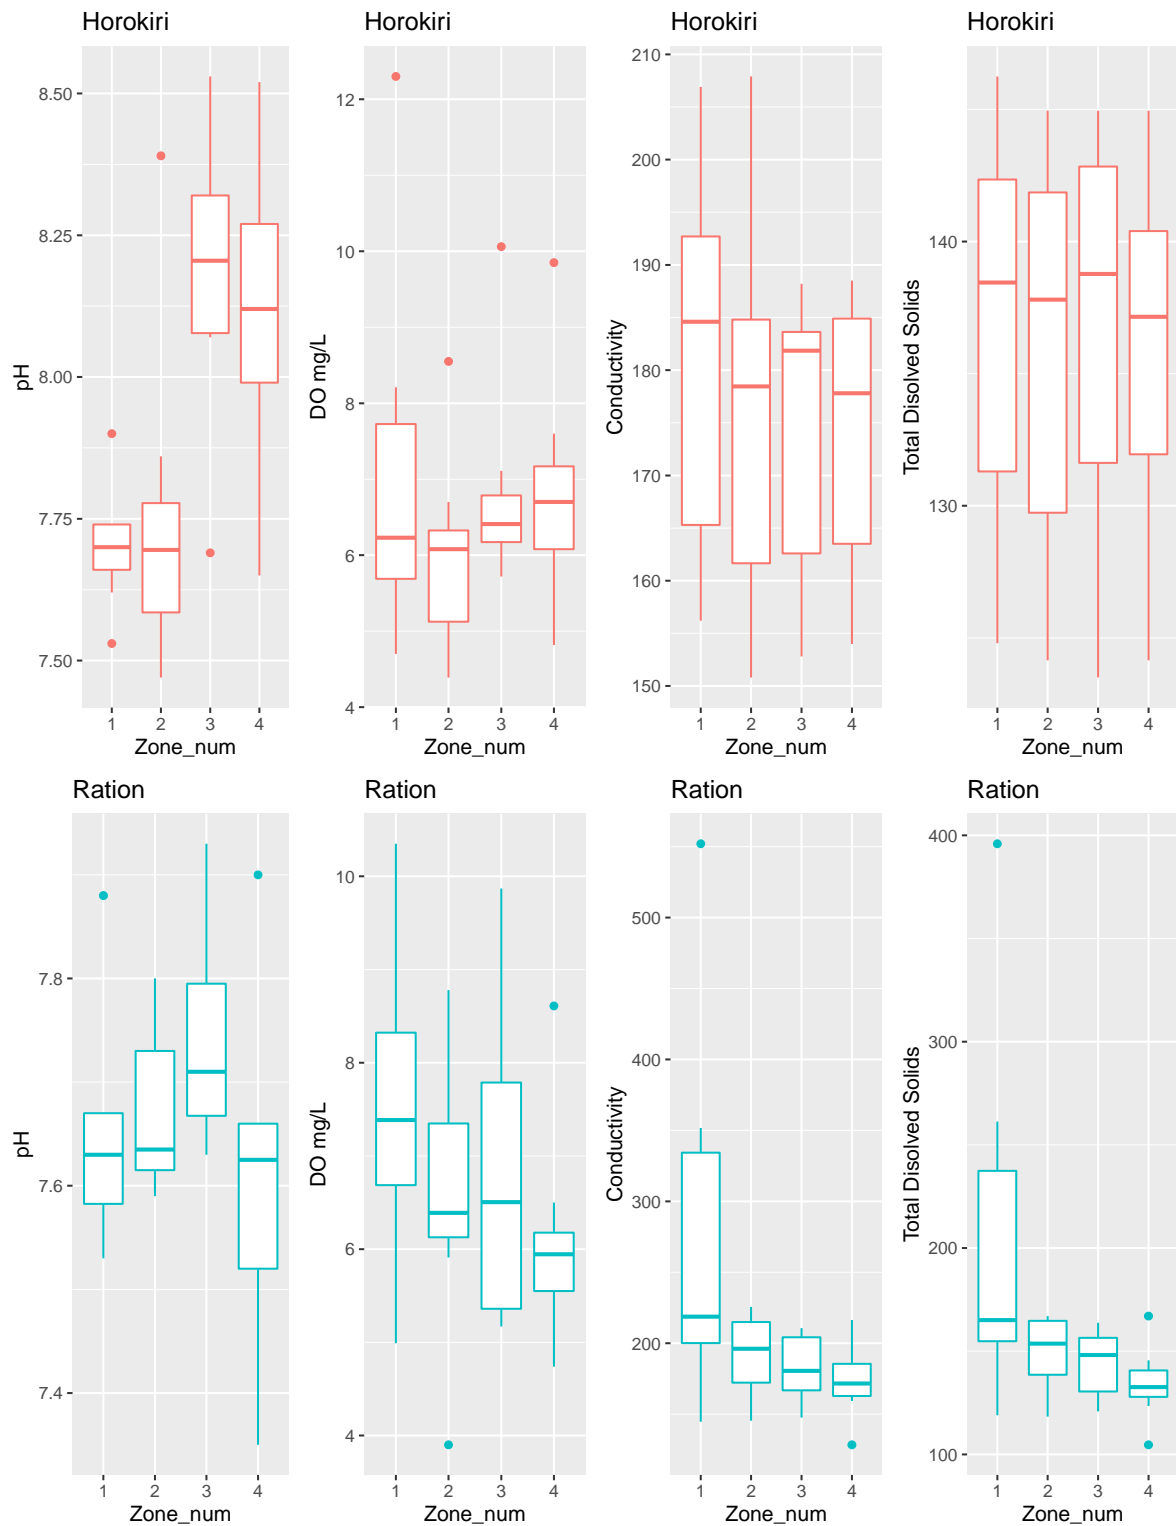 Horokiri
Horokiri
Horokiri
Horokiri
pH
8.50
8.25
8.00
7.75
7.50
1 2 3 4
Zone_num
DO mg/L
12
10
8
6
4
1 2 3 4
Zone_num
Conductivity
210
200
190
180
170
160
150
1 2 3 4
Zone_num
Total Disolved Solids
140
130
1 2 3 4
Zone_num
Ration
Ration
Ration
Ration
pH
7.8
7.6
7.4
1 2 3 4
Zone_num
DO mg/L
10
8
6
4
1 2 3 4
Zone_num
Conductivity
500
400
300
200
1 2 3 4
Zone_num
Total Disolved Solids
400
300
200
100
1 2 3 4
Zone_num